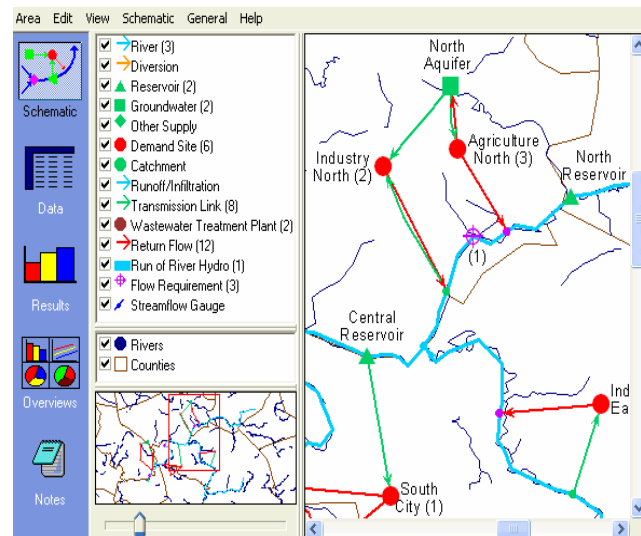 Area Edit View Schematic General Help
Schematic
Data
Results
Overviews
Notes
River (3)
Diversion
Reservoir (2)
Groundwater (2)
Other Supply
Demand Site (6)
Catchment
Runoff/Infiltration
Transmission Link (8)
Wastewater Treatment Plant (2)
Return Flow (12)
Run of River Hydro (1)
Flow Requirement (3)
Streamflow Gauge
Rivers
Counties
North
Aquifer
Industry
North (2)
Agriculture
North (3)
North
Reservoir
(1)
Central
Reservoir
Ind
Ea
South
City (1)